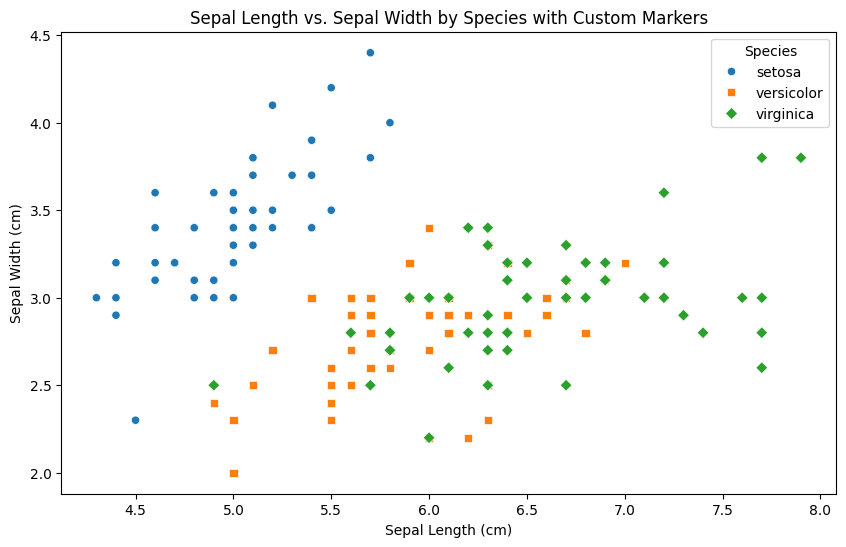 Sepal Length vs. Sepal Width by Species with Custom Markers
4.5
4.0
3.5
3.0
2.5
2.0
Sepal Width (cm)
Species
setosa
versicolor
virginica
4.5 5.0 5.5 6.0 6.5 7.0 7.5 8.0
Sepal Length (cm)